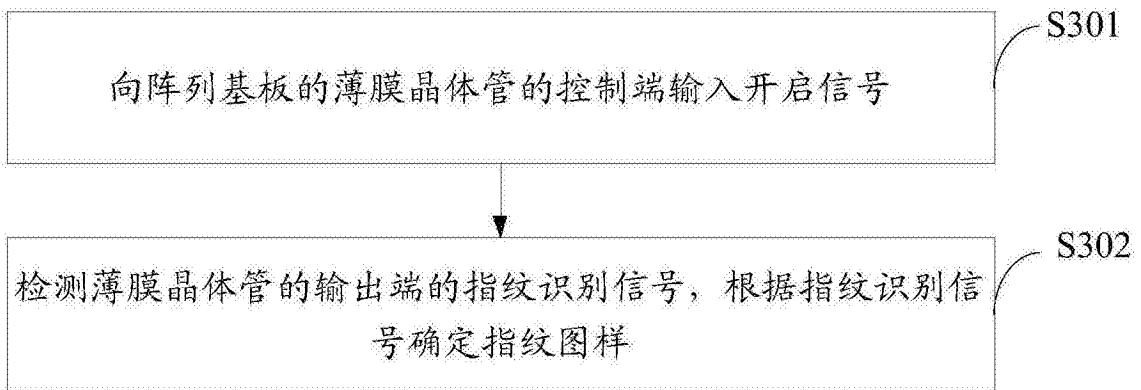 S301
向阵列基板的薄膜晶体管的控制端输入开启信号
S302
检测薄膜晶体管的输出端的指纹识别信号，根据指纹识别信
号确定指纹图样